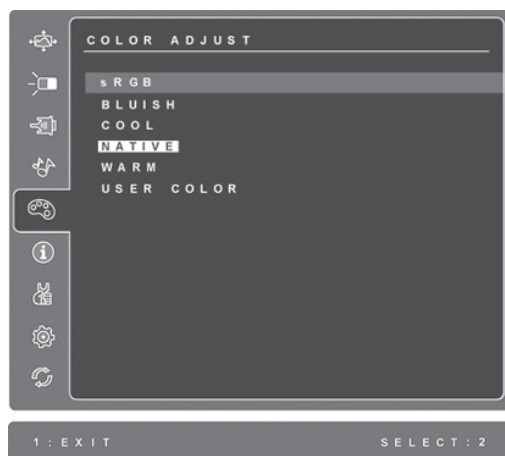 COLOR ADJUST
sRGB
BLUISH
COOL
NATIVE
WARM
USER COLOR
1:EXIT SELECT:2